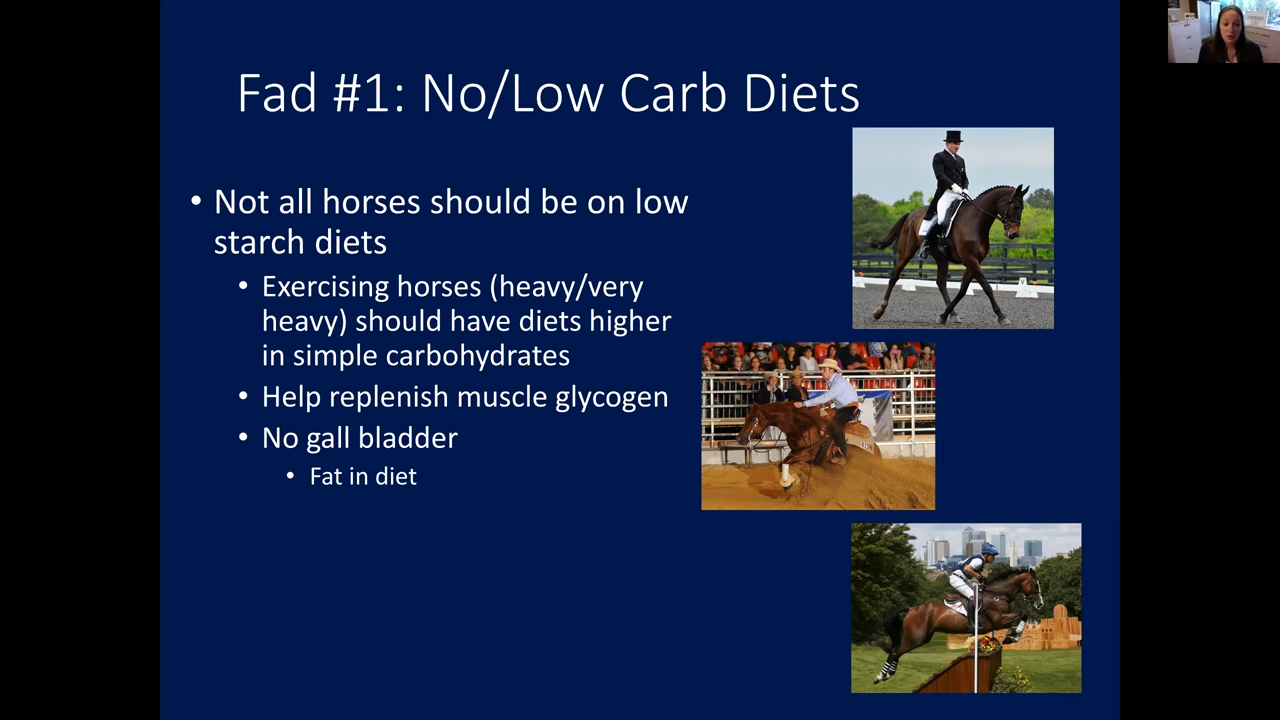 Fad #1: No/Low Carb Diets
• Not all horses should be on low
starch diets
• Exercising horses (heavy/very
heavy) should have diets higher
in simple carbohydrates
• Help replenish muscle glycogen
• No gall bladder
• Fat in diet